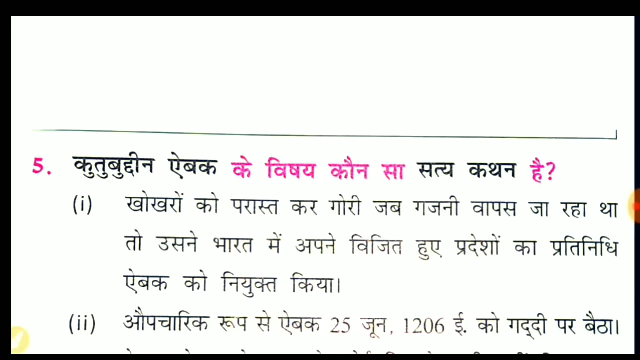 5. कुतुबुद्दीन ऐबक के विषय कौन सा सत्य कथन है?
(i) खोखरों को परास्त कर गोरी जब गजनी वापस जा रहा था
तो उसने भारत में अपने विजित हुए प्रदेशों का प्रतिनिधि
ऐबक को नियुक्त किया।
(ii) औपचारिक रूप से ऐबक 25 जून, 1206 ई. को गद्दी पर बैठा।